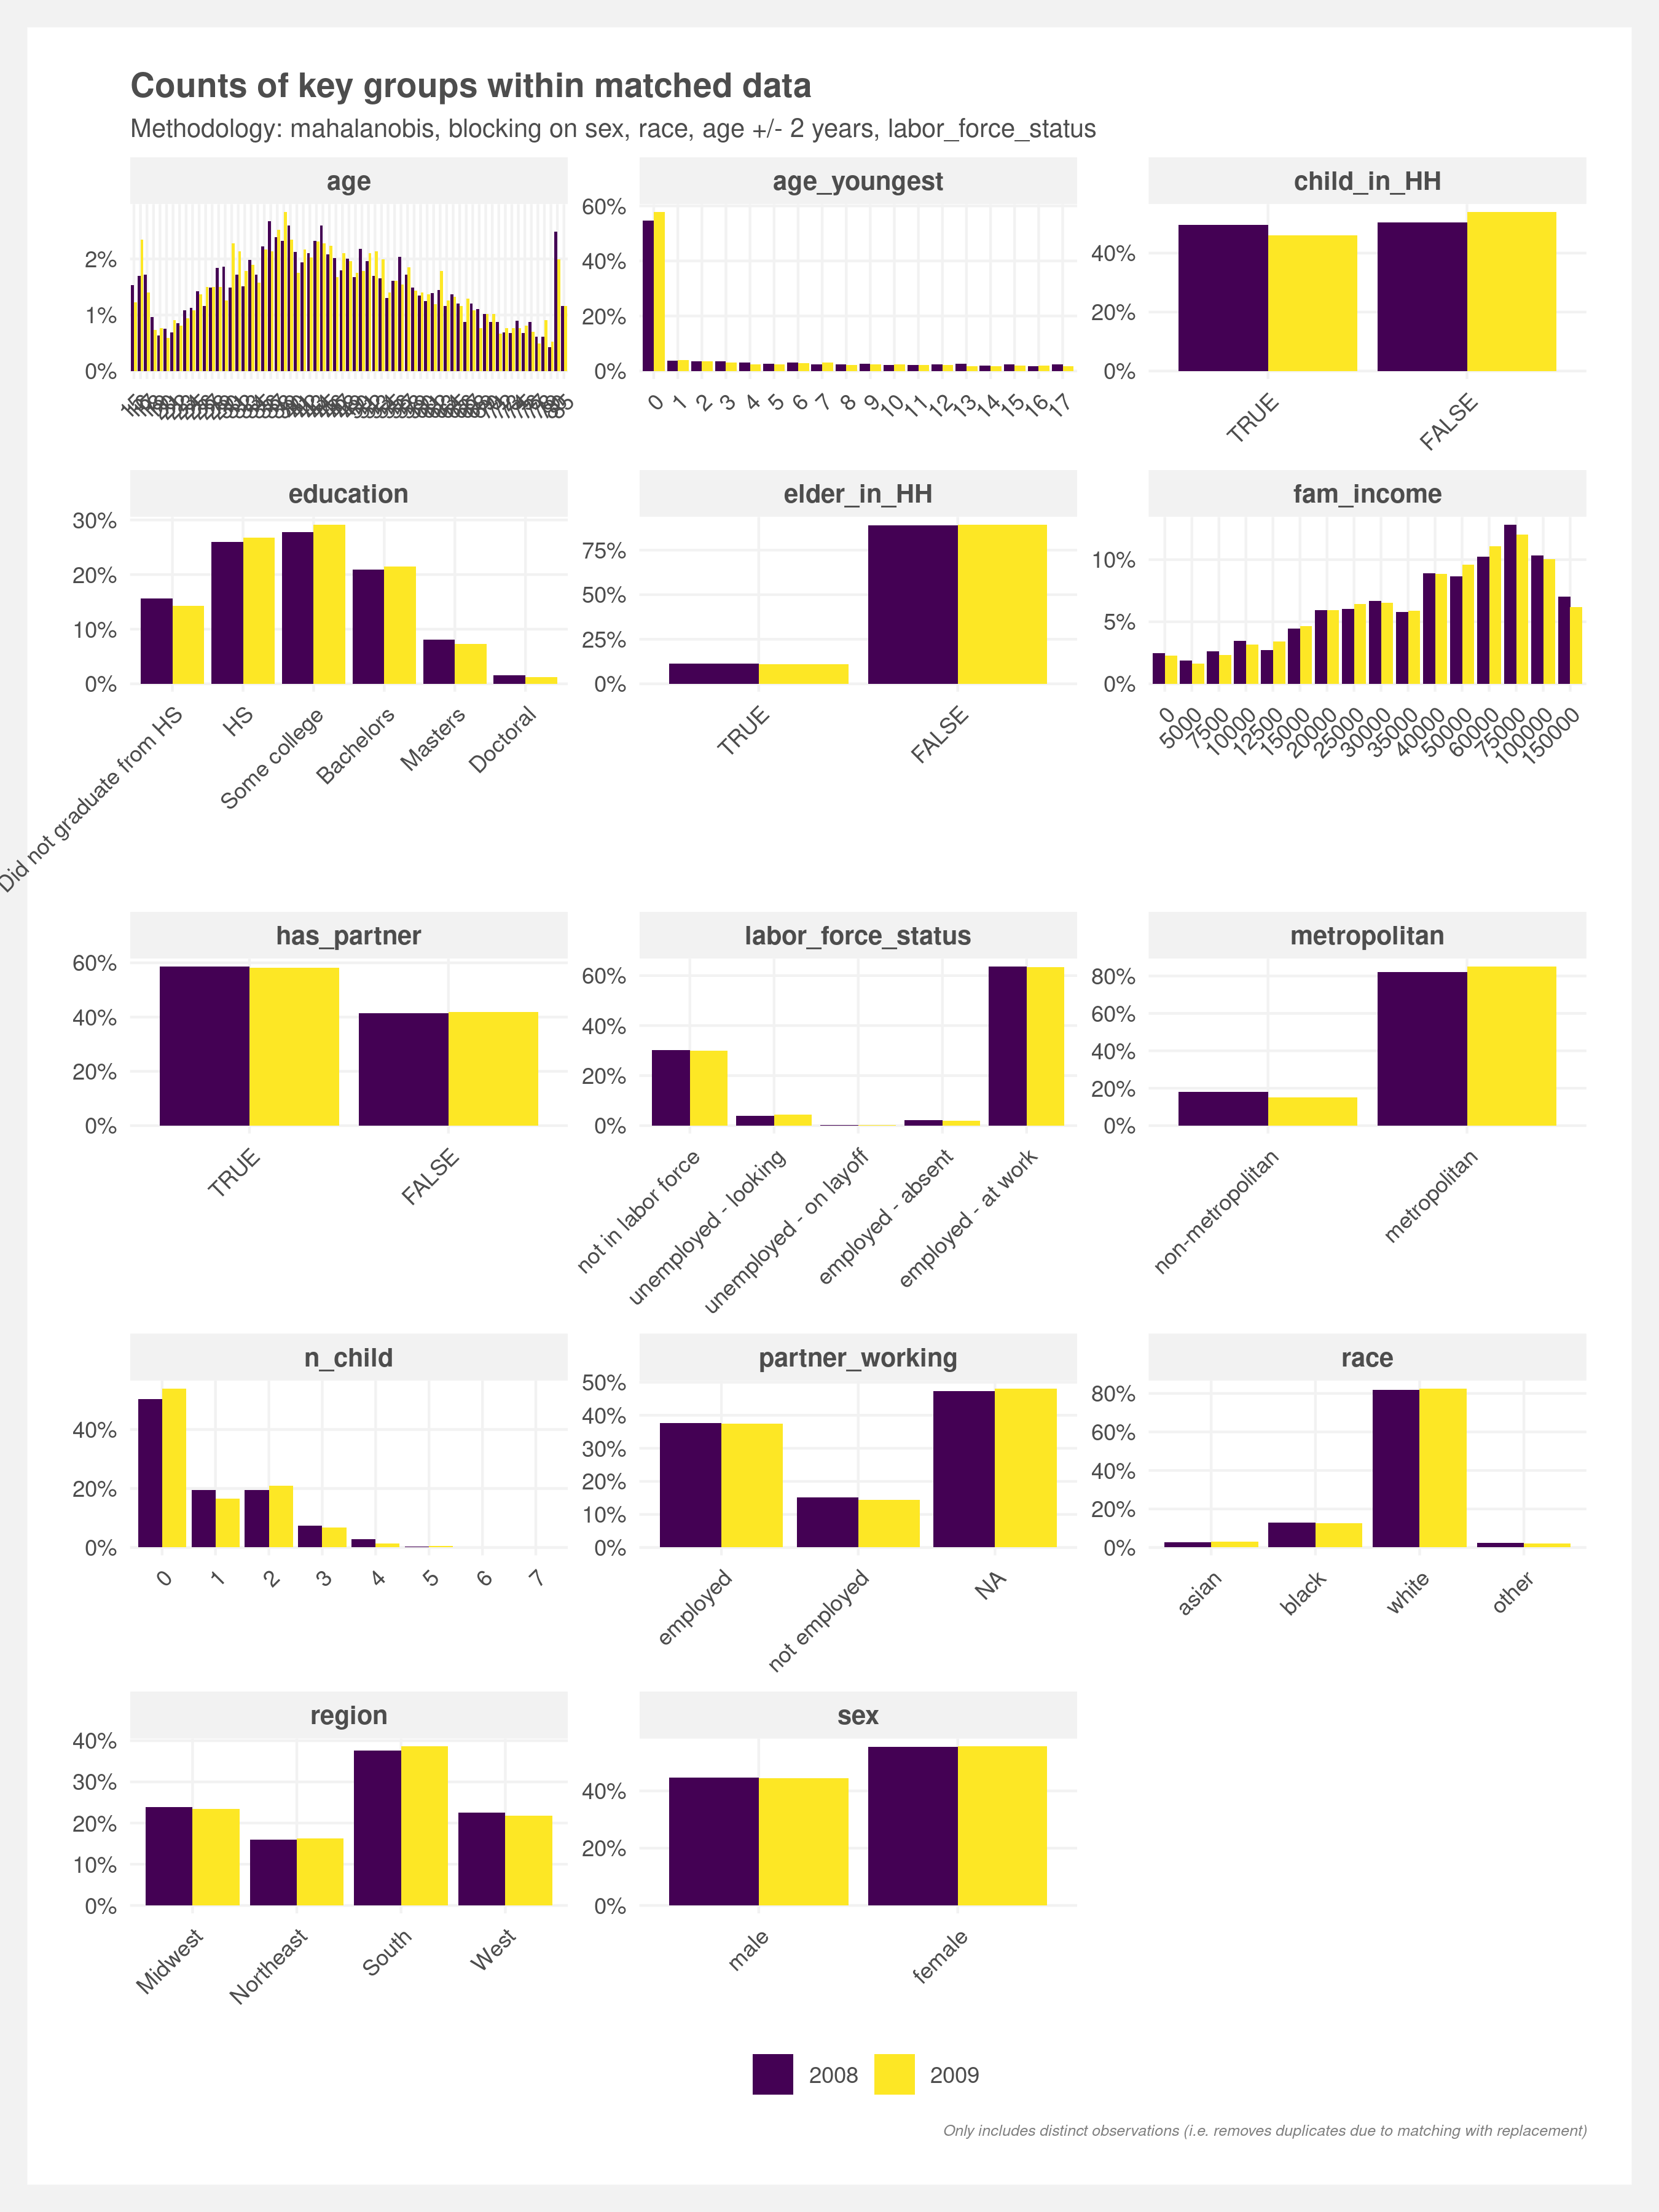 Counts of key groups within matched data
Methodology: mahalanobis, blocking on sex, race, age +/- 2 years, labor_force_status
age
2%
1%
0%
age_youngest
60%
40%
20%
0%
0 1 2 3 4 5 6 7 8 9 10 11 12 13 14 15 16 17
child_in_HH
40%
20%
0%
TRUE FALSE
education
30%
20%
10%
0%
Did not graduate from HS HS Some college Bachelors Masters Doctoral
elder_in_HH
75%
50%
25%
0%
TRUE FALSE
fam_income
10%
5%
0%
0 5000 7500 10000 12500 15000 20000 25000 30000 35000 40000 50000 60000 75000 100000 150000
has_partner
60%
40%
20%
0%
TRUE FALSE
labor_force_status
60%
40%
20%
0%
not in labor force unemployed - looking unemployed - on layoff employed - absent employed - at work
metropolitan
80%
60%
40%
20%
0%
non-metropolitan metropolitan
n_child
40%
20%
0%
0 1 2 3 4 5 6 7
partner_working
50%
40%
30%
20%
10%
0%
employed not employed NA
race
80%
60%
40%
20%
0%
asian black white other
region
40%
30%
20%
10%
0%
Midwest Northeast South West
sex
40%
20%
0%
male female
2008 2009
Only includes distinct observations (i.e. removes duplicates due to matching with replacement)